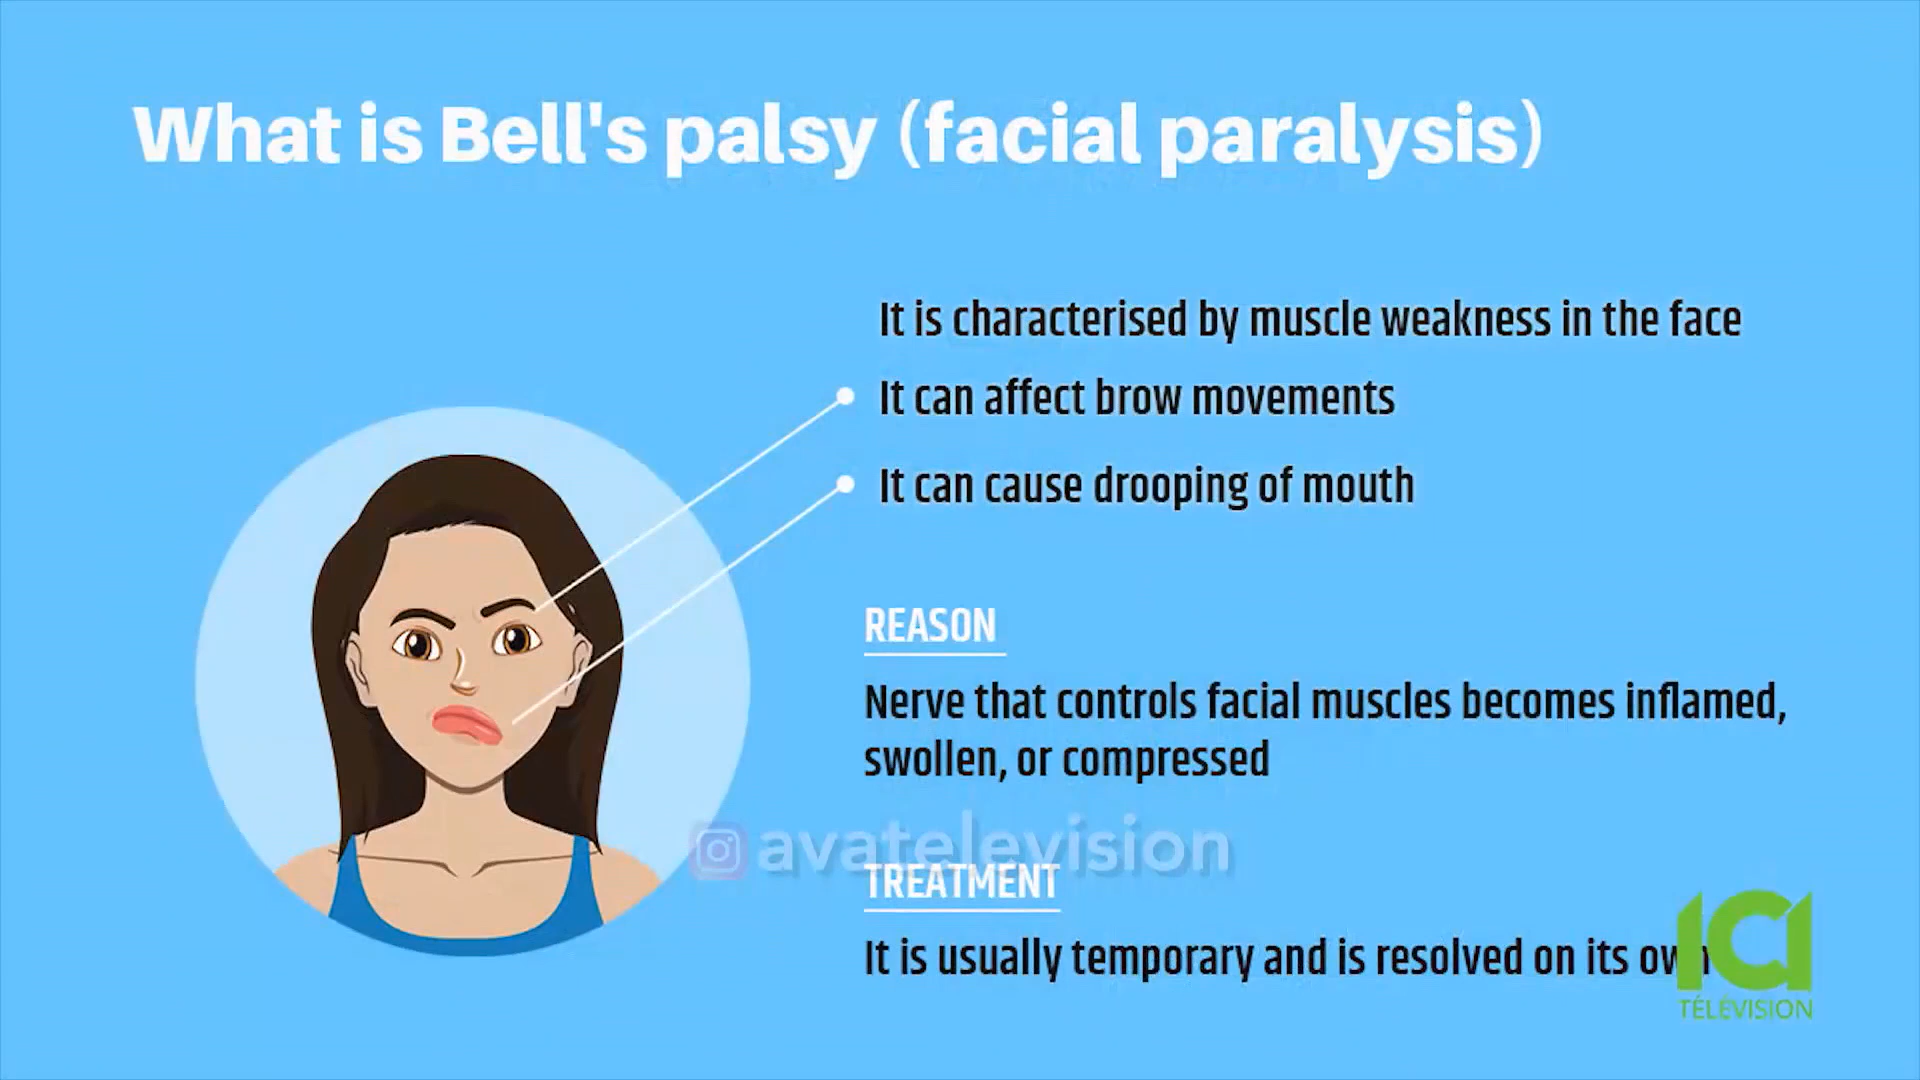 What is Bell's palsy (facial paralysis)
It is characterised by muscle weakness in the face
It can affect brow movements
It can cause drooping of mouth
REASON
Nerve that controls facial muscles becomes inflamed,
swollen, or compressed
avatelevision
TREATMENT
It is usually temporary and is resolved on its own
ICI
TÉLÉVISION